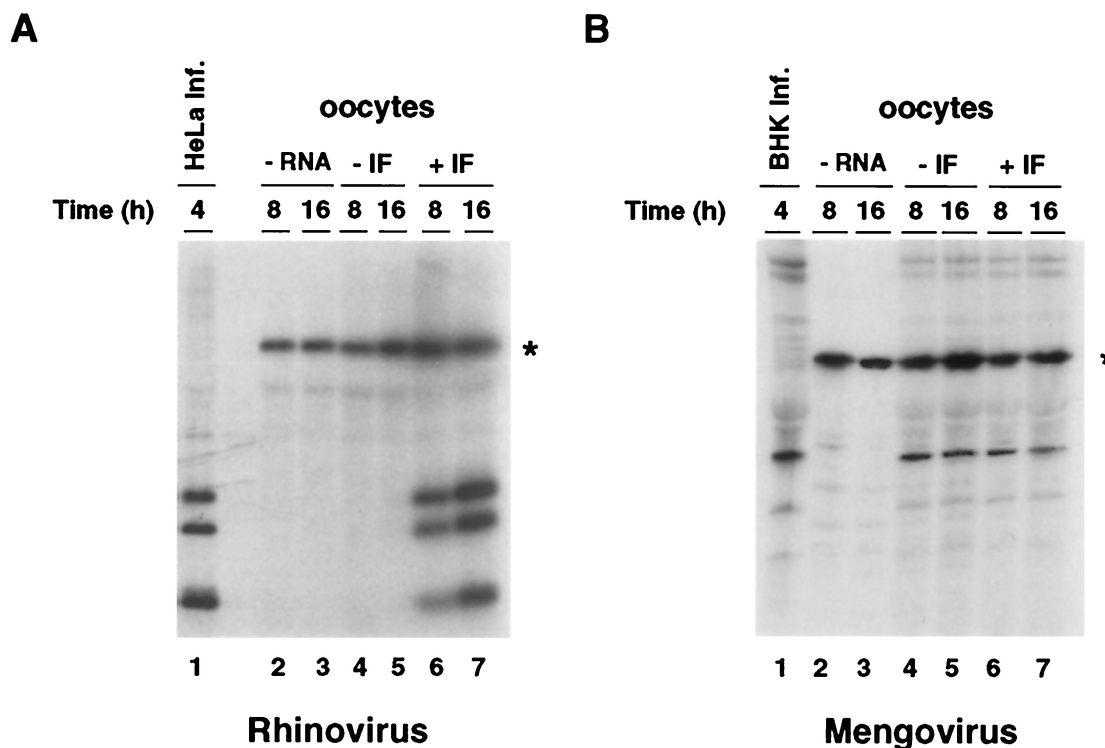 A
HeLa Inf.
oocytes
- RNA - IF + IF
Time (h) 4 8 16 8 16 8 16
*
1 2 3 4 5 6 7
Rhinovirus
B
BHK Inf.
oocytes
- RNA - IF + IF
Time (h) 4 8 16 8 16 8 16
*
1 2 3 4 5 6 7
Mengovirus